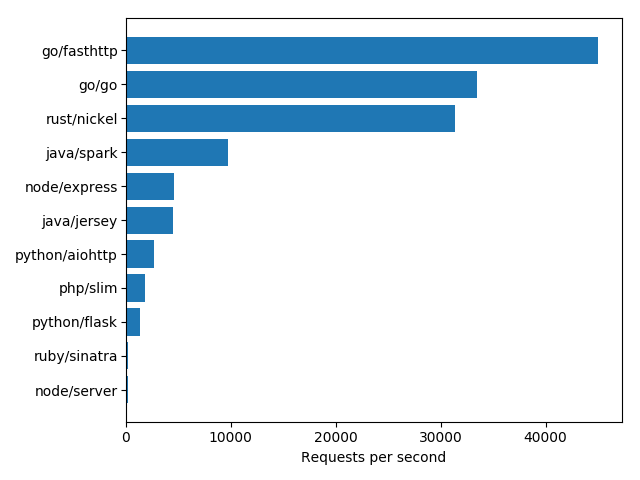 go/fasthttp
go/go
rust/nickel
java/spark
node/express
java/jersey
python/aiohttp
php/slim
python/flask
ruby/sinatra
node/server
0 10000 20000 30000 40000
Requests per second